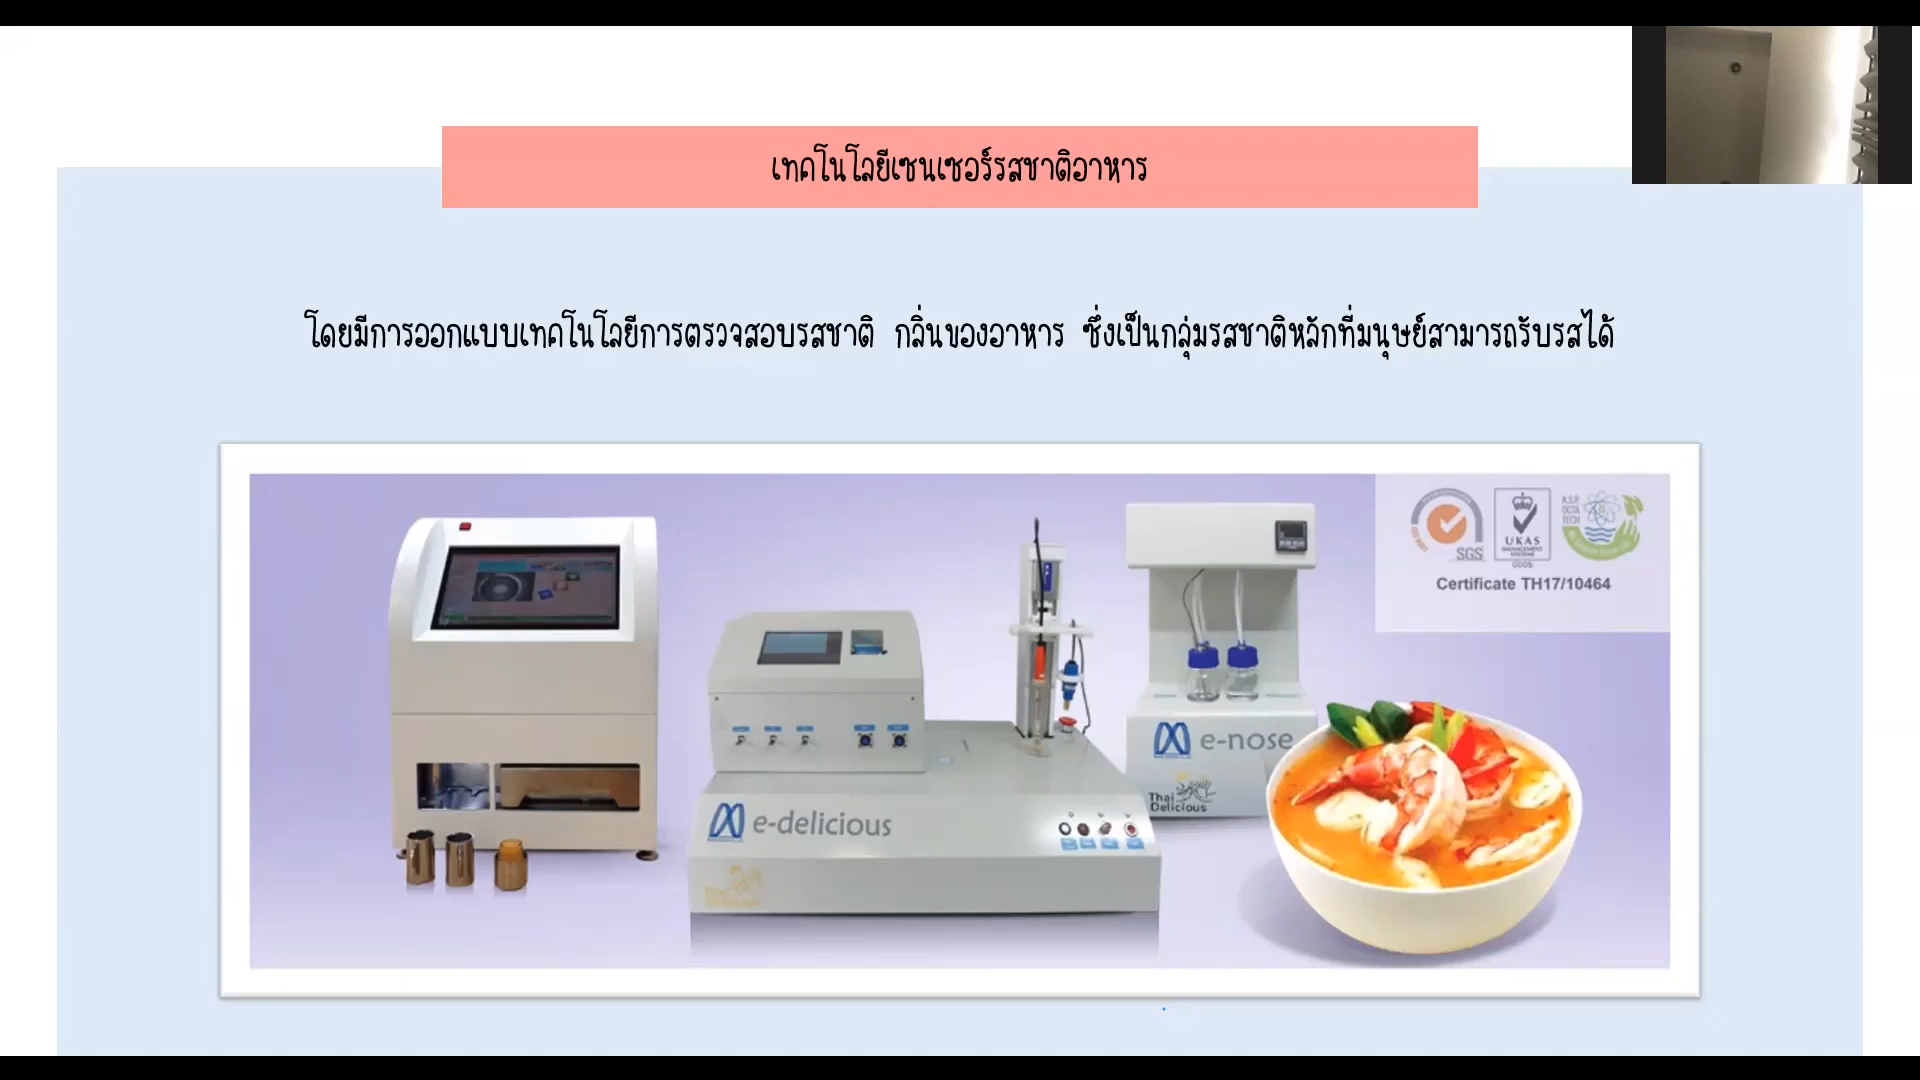 เทคโนโลยีเซนเซอร์รสชาติอาหาร
โดยมีการออกแบบเทคโนโลยีการตรวจสอบรสชาติ กลิ่นของอาหาร ซึ่งเป็นกลุ่มรสชาติหลักที่มนุษย์สามารถรับรสได้
SGS
UKAS
MANAGEMENT
SYSTEMS
K.S.P.
OCTA
TECH
Certificate TH17/10464
e-nose
Thai
Delicious
e-delicious